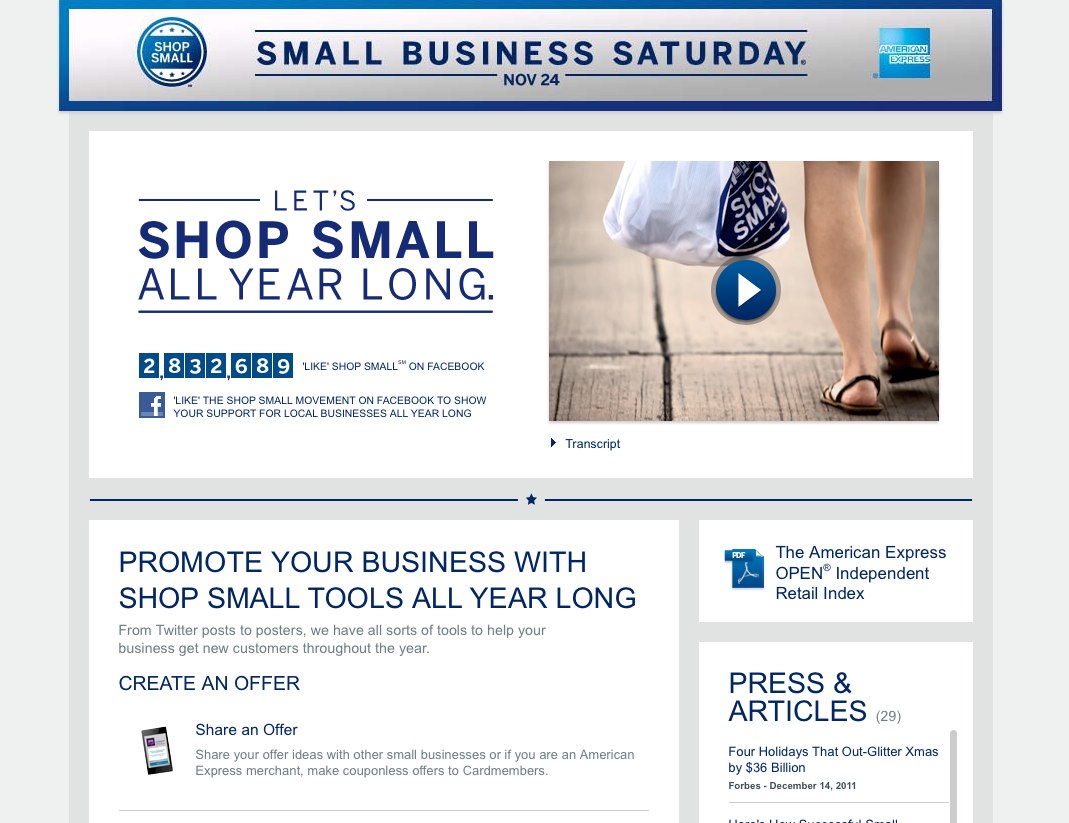 SHOP
SMALL
™
SMALL BUSINESS SATURDAY®
NOV 24
AMERICAN
EXPRESS
®
LET'S
SHOP SMALL
ALL YEAR LONG.
2,832,689 'LIKE' SHOP SMALL℠ ON FACEBOOK
f
'LIKE' THE SHOP SMALL MOVEMENT ON FACEBOOK TO SHOW
YOUR SUPPORT FOR LOCAL BUSINESSES ALL YEAR LONG
SHOP
SMALL
Transcript
PROMOTE YOUR BUSINESS WITH
SHOP SMALL TOOLS ALL YEAR LONG
From Twitter posts to posters, we have all sorts of tools to help your
business get new customers throughout the year.
CREATE AN OFFER
Share an Offer
Share your offer ideas with other small businesses or if you are an American
Express merchant, make couponless offers to Cardmembers.
PDF
The American Express
OPEN® Independent
Retail Index
PRESS &
ARTICLES (29)
Four Holidays That Out-Glitter Xmas
by $36 Billion
Forbes - December 14, 2011
Here's How Successful Small